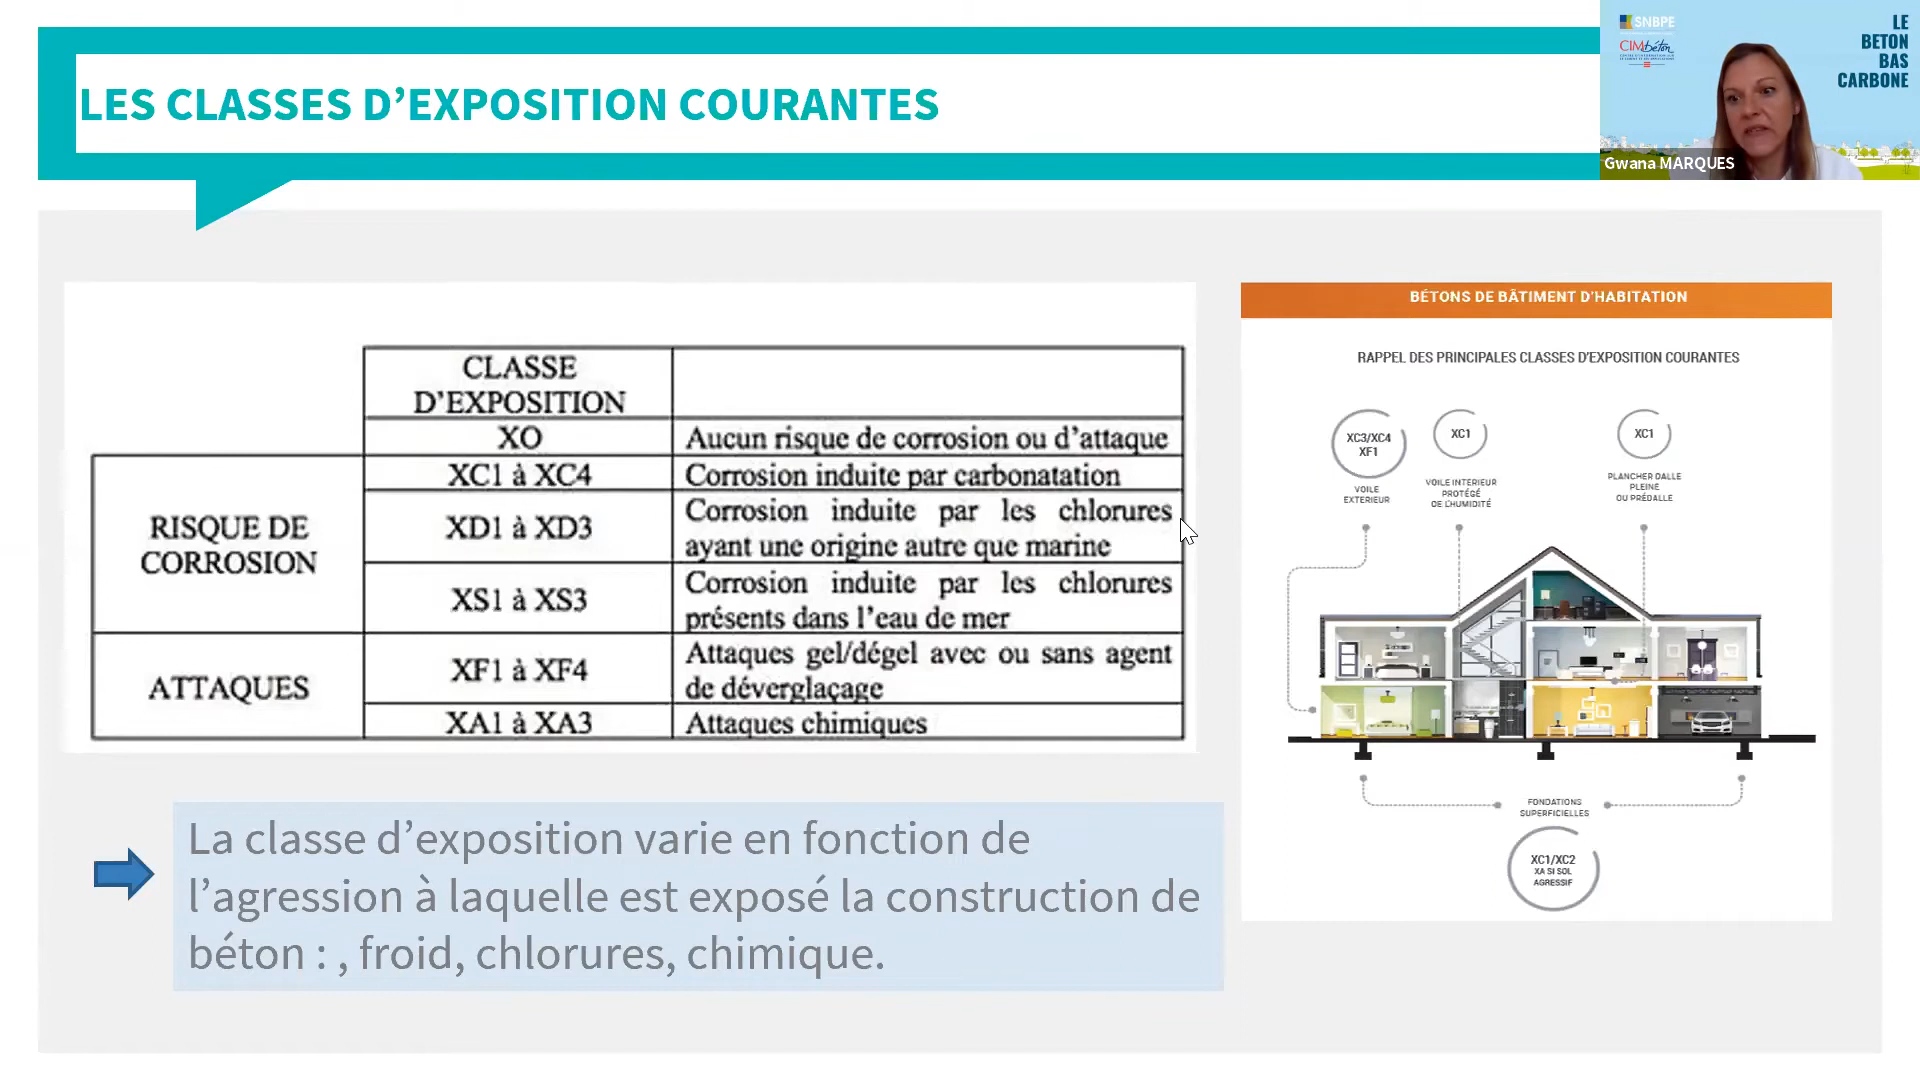 LES CLASSES D’EXPOSITION COURANTES
SNBPE
CIMbéton
LE
BETON
BAS
CARBONE
Gwana MARQUES
CLASSE
D’EXPOSITION
XO
Aucun risque de corrosion ou d’attaque
RISQUE DE
CORROSION
XC1 à XC4
Corrosion induite par carbonatation
XD1 à XD3
Corrosion induite par les chlorures
ayant une origine autre que marine
XS1 à XS3
Corrosion induite par les chlorures
présents dans l’eau de mer
ATTAQUES
XF1 à XF4
Attaques gel/dégel avec ou sans agent
de déverglaçage
XA1 à XA3
Attaques chimiques
La classe d’exposition varie en fonction de
l’agression à laquelle est exposé la construction de
béton : , froid, chlorures, chimique.
BÉTONS DE BÂTIMENT D’HABITATION
RAPPEL DES PRINCIPALES CLASSES D’EXPOSITION COURANTES
XC3/XC4
XF1
VOILE
EXTERIEUR
XC1
VOILE INTERIEUR
PROTÉGÉ
DE L’HUMIDITÉ
XC1
PLANCHER DALLE
PLEINE
OU PRÉDALLE
FONDATIONS
SUPERFICIELLES
XC1/XC2
XA SI SOL
AGRESSIF